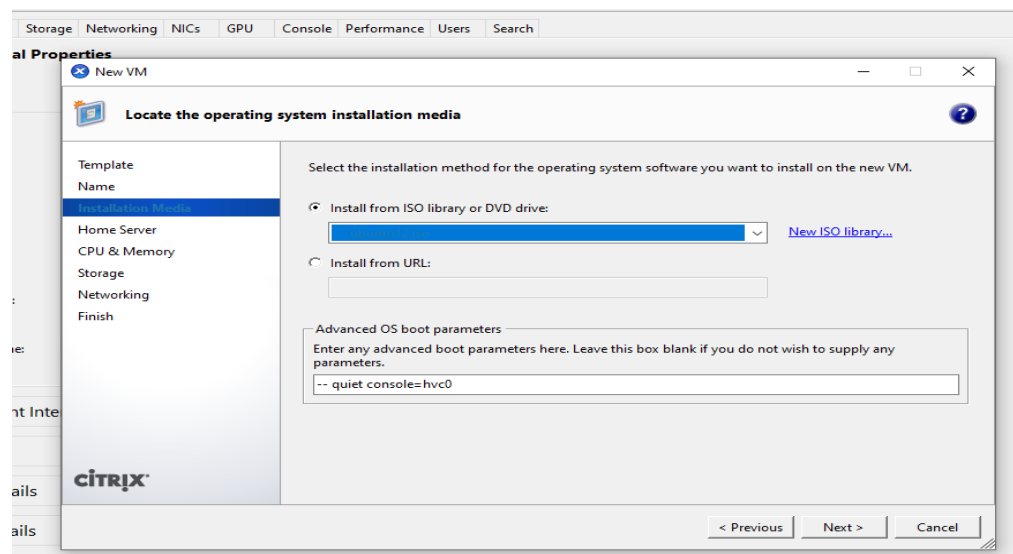 Storage Networking NICs GPU Console Performance Users Search
al Properties
New VM
Locate the operating system installation media
?
Template
Name
Installation Media
Home Server
CPU & Memory
Storage
Networking
Finish
Select the installation method for the operating system software you want to install on the new VM.
Install from ISO library or DVD drive:
New ISO library...
Install from URL:
Advanced OS boot parameters
Enter any advanced boot parameters here. Leave this box blank if you do not wish to supply any
parameters.
-- quiet console=hvc0
:
ne:
nt Inte
ails
ails
CİTRIX
< Previous Next > Cancel